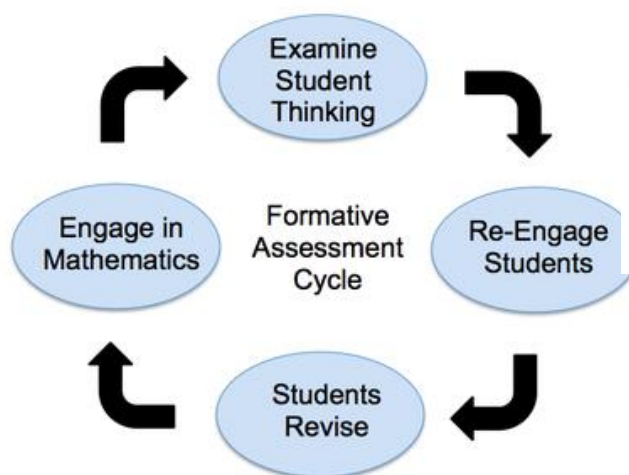 Examine
Student
Thinking
Engage in
Mathematics
Formative
Assessment
Cycle
Re-Engage
Students
Students
Revise